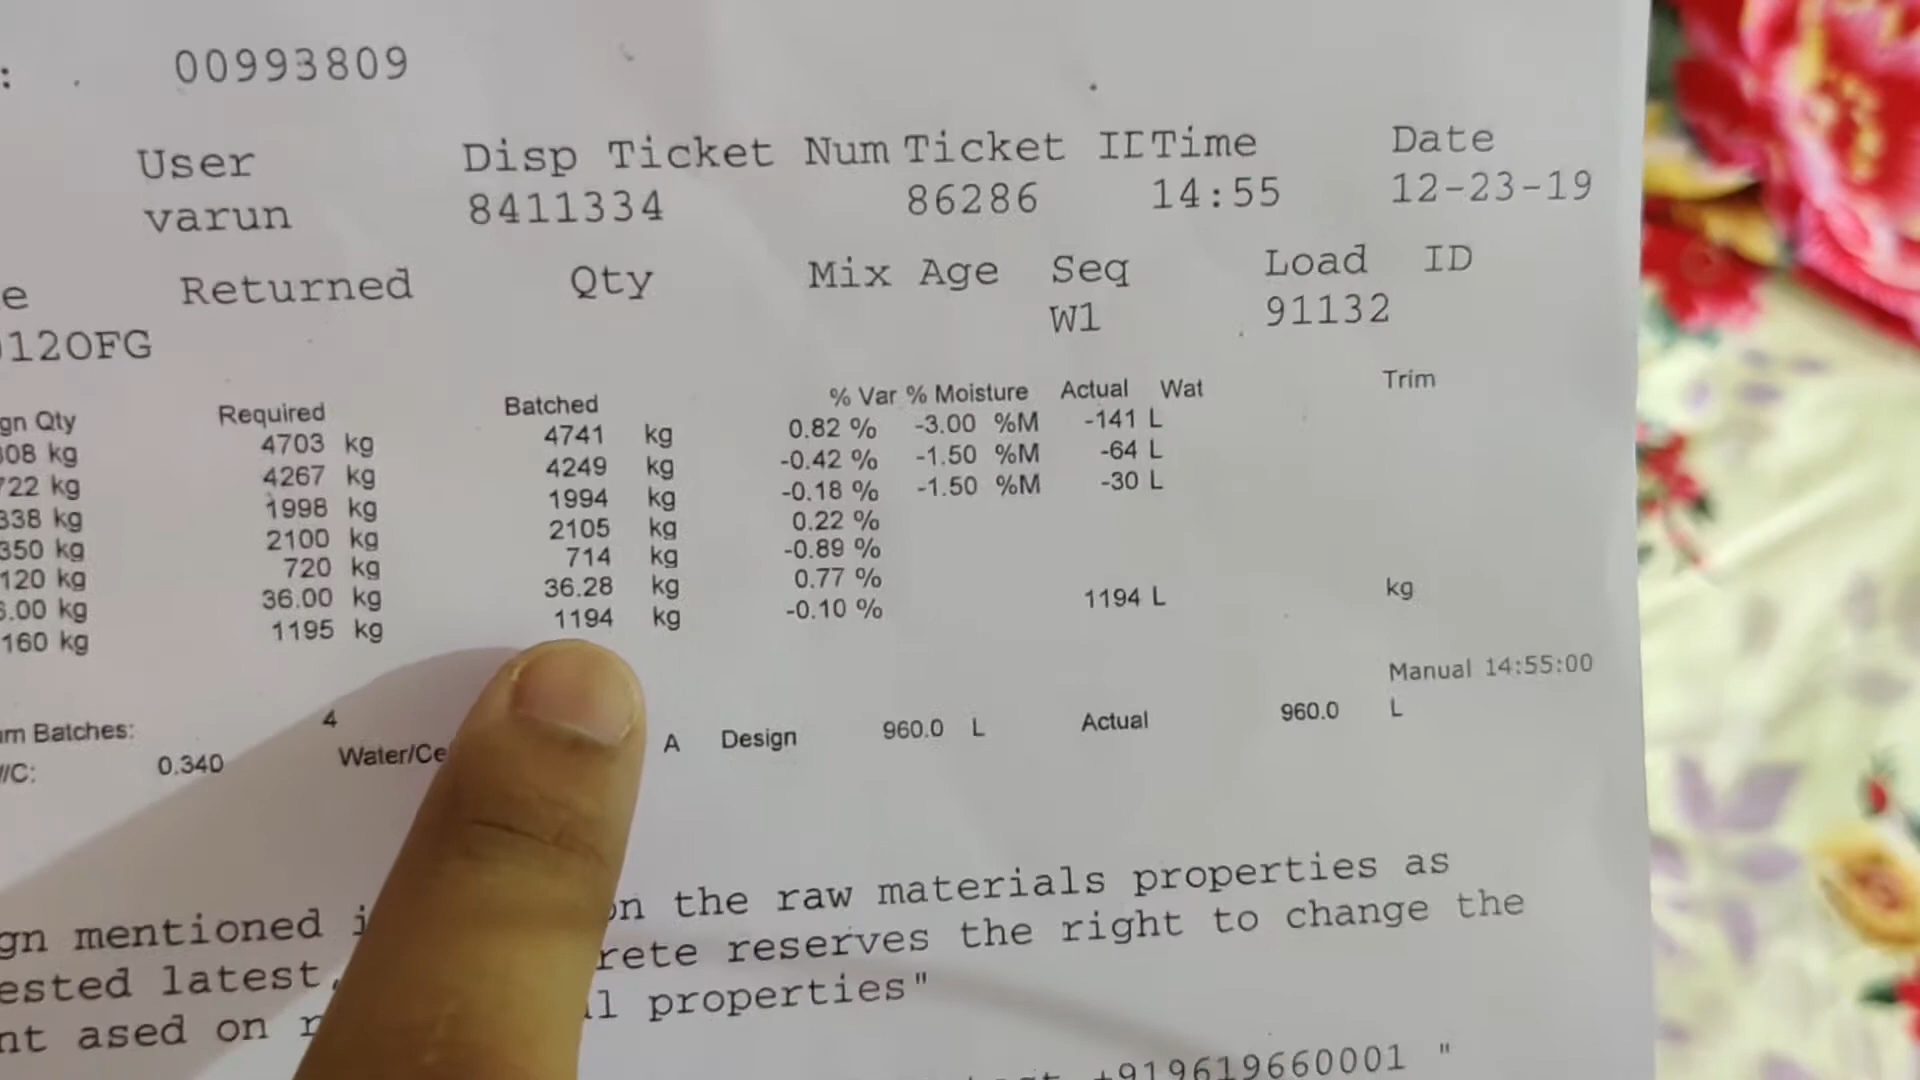 : 00993809
User Disp Ticket Num Ticket ID Time Date
varun 8411334 86286 14:55 12-23-19
e Returned Qty Mix Age Seq Load ID
12OFG W1 91132
gn Qty Required Batched % Var % Moisture Actual Wat Trim
08 kg 4703 kg 4741 kg 0.82 % -3.00 %M -141 L
722 kg 4267 kg 4249 kg -0.42 % -1.50 %M -64 L
338 kg 1998 kg 1994 kg -0.18 % -1.50 %M -30 L
350 kg 2100 kg 2105 kg 0.22 %
120 kg 720 kg 714 kg -0.89 %
6.00 kg 36.00 kg 36.28 kg 0.77 %
160 kg 1195 kg 1194 kg -0.10 % 1194 L kg
Manual 14:55:00
m Batches: 4
/C: 0.340 Water/Ce A Design 960.0 L Actual 960.0 L
gn mentioned on the raw materials properties as
ested latest. rete reserves the right to change the
nt ased on l properties"
+919619660001 "